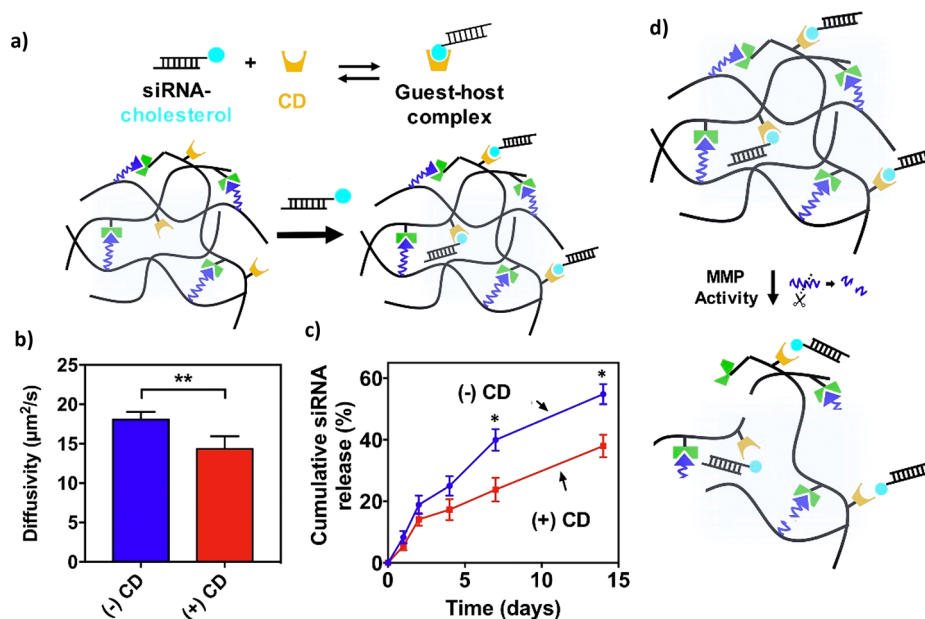 a)
siRNA-
cholesterol
+
CD
Guest-host
complex
b)
Diffusivity (µm²/s)
25
20
15
10
5
0
**
(-) CD
(+) CD
c)
Cumulative siRNA
release (%)
60
40
20
0
(-) CD
*
*
(+) CD
0
5
10
15
Time (days)
d)
MMP
Activity